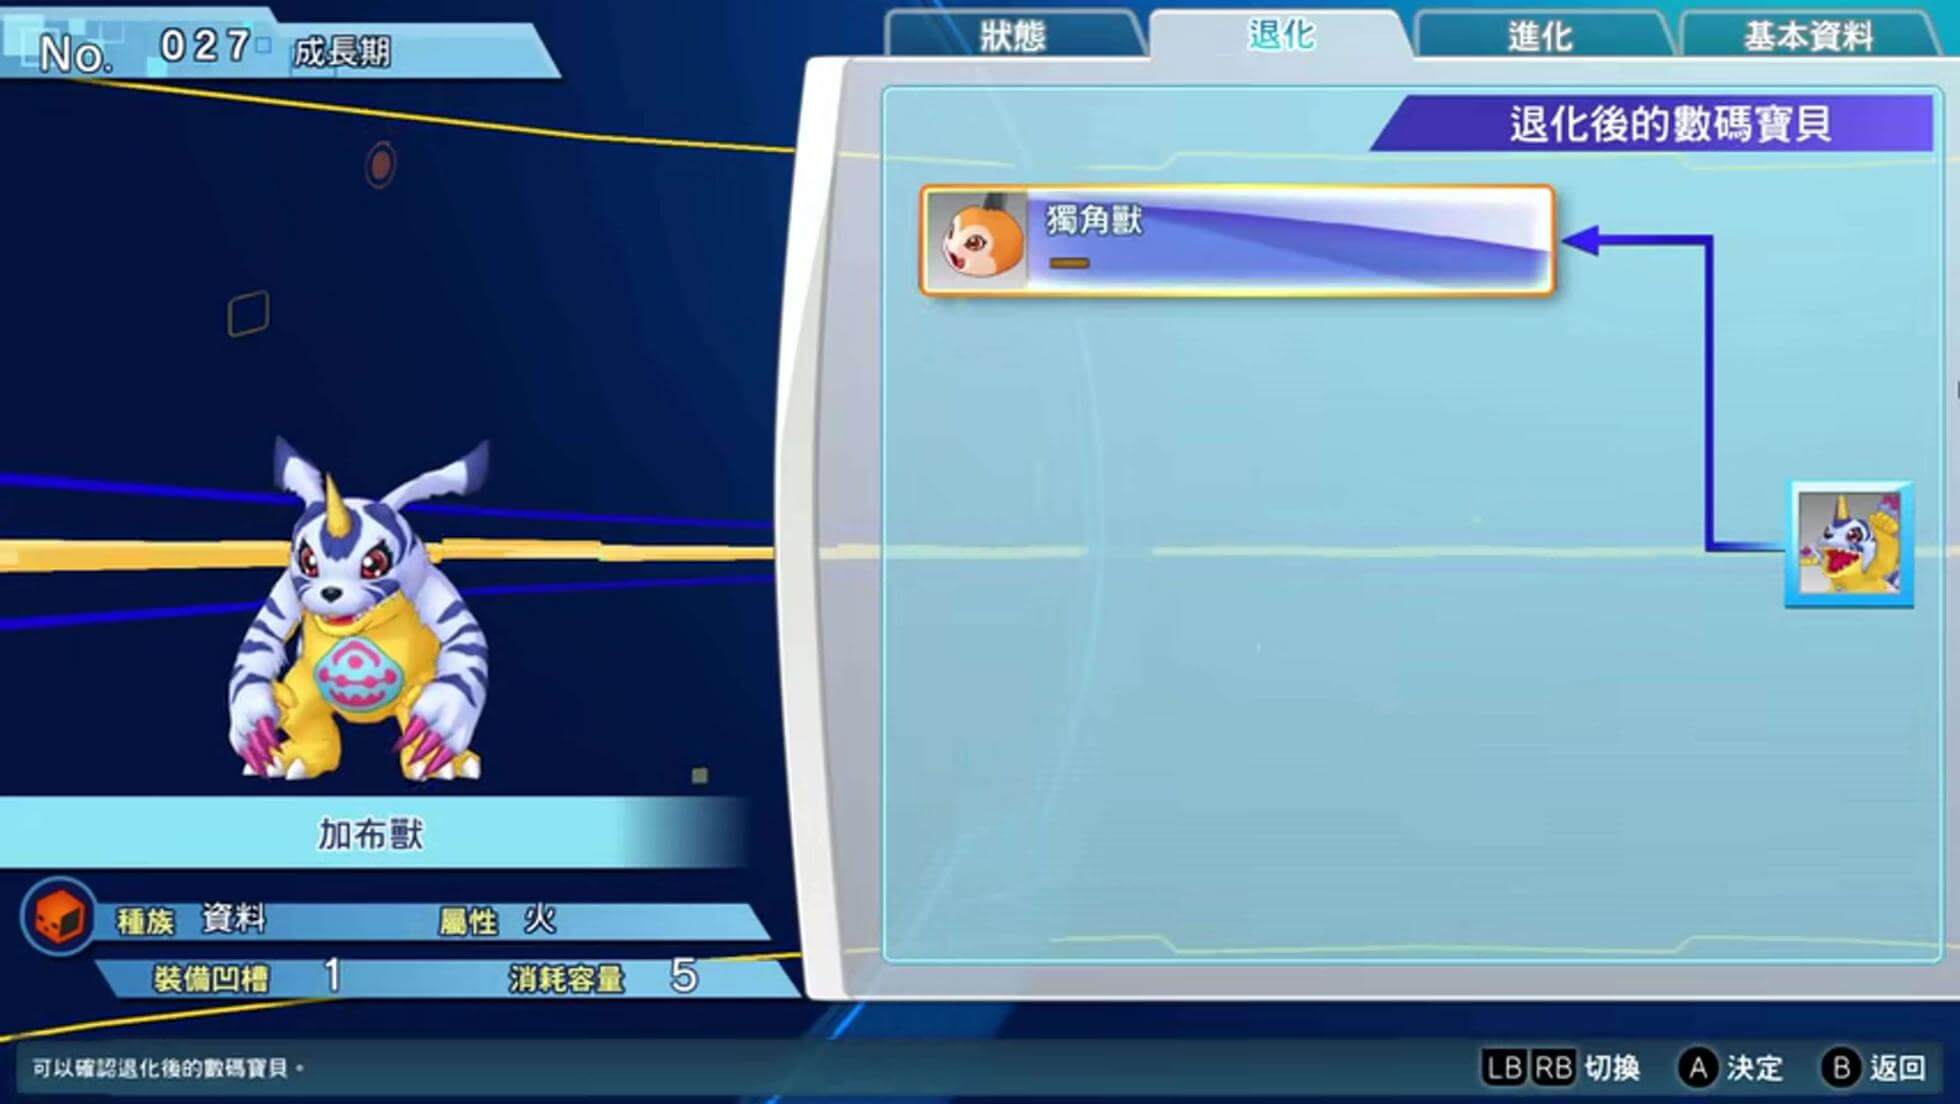 No. 027 成長期
狀態 退化 進化 基本資料
退化後的數碼寶貝
獨角獸
加布獸
種族 資料 屬性 火
裝備凹槽 1 消耗容量 5
可以確認退化後的數碼寶貝。
LB RB 切換 A 決定 B 返回